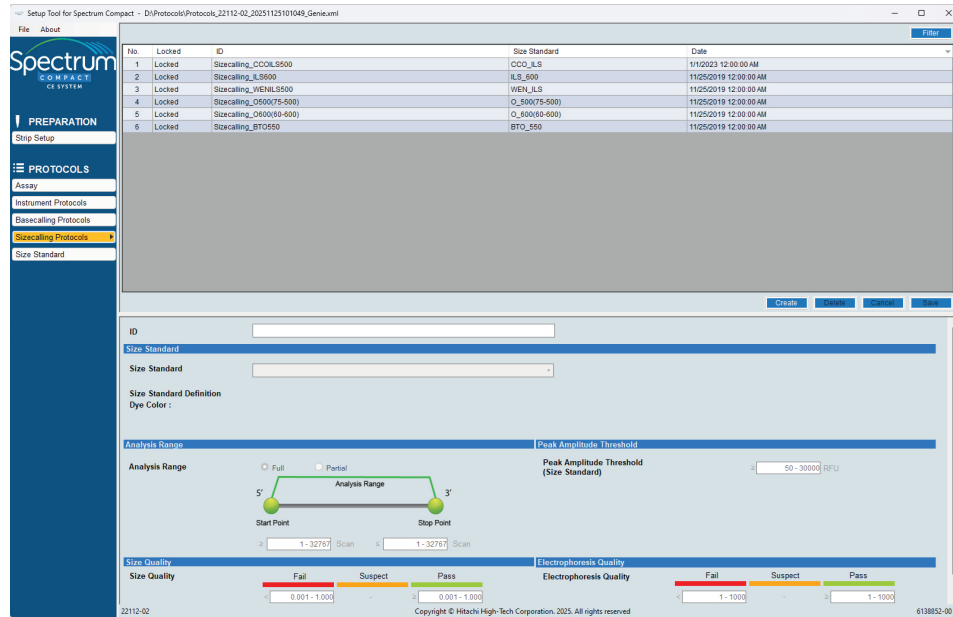 Setup Tool for Spectrum Compact - D:\Protocols\Protocols_22112-02_20251125101049_Genie.xml
File About
Filter
Spectrum
COMPACT
CE SYSTEM
PREPARATION
Strip Setup
PROTOCOLS
Assay
Instrument Protocols
Basecalling Protocols
Sizecalling Protocols
Size Standard
No. Locked ID Size Standard Date
1 Locked Sizecalling_CCOILS500 CCO_ILS 1/1/2023 12:00:00 AM
2 Locked Sizecalling_ILS600 ILS_600 11/25/2019 12:00:00 AM
3 Locked Sizecalling_WENILS500 WEN_ILS 11/25/2019 12:00:00 AM
4 Locked Sizecalling_O500(75-500) O_500(75-500) 11/25/2019 12:00:00 AM
5 Locked Sizecalling_O600(60-600) O_600(60-600) 11/25/2019 12:00:00 AM
6 Locked Sizecalling_BTO550 BTO_550 11/25/2019 12:00:00 AM
Create Delete Cancel Save
ID
Size Standard
Size Standard
Size Standard Definition
Dye Color :
Analysis Range Peak Amplitude Threshold
Analysis Range Full Partial
Peak Amplitude Threshold
(Size Standard)
≥ 50 - 30000 RFU
Analysis Range
5' 3'
Start Point Stop Point
≥ 1 - 32767 Scan ≤ 1 - 32767 Scan
Size Quality Electrophoresis Quality
Size Quality Fail Suspect Pass Electrophoresis Quality Fail Suspect Pass
< 0.001 - 1.000 - ≥ 0.001 - 1.000 < 1 - 1000 - ≥ 1 - 1000
22112-02 Copyright © Hitachi High-Tech Corporation. 2025. All rights reserved 6138852-00